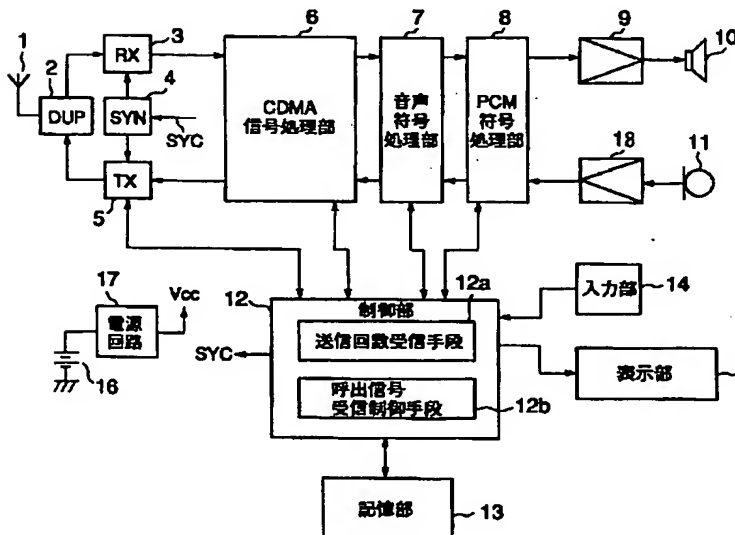 1
2
DUP
RX
3
SYN
4
SYC
TX
5
6
CDMA
信号処理部
7
音声
符号
処理部
8
PCM
符号
処理部
9
10
18
11
17
電源
回路
Vcc
16
12
制御部
12a
送信回数受信手段
呼出信号
受信制御手段
12b
SYC
入力部
14
表示部
記憶部
13